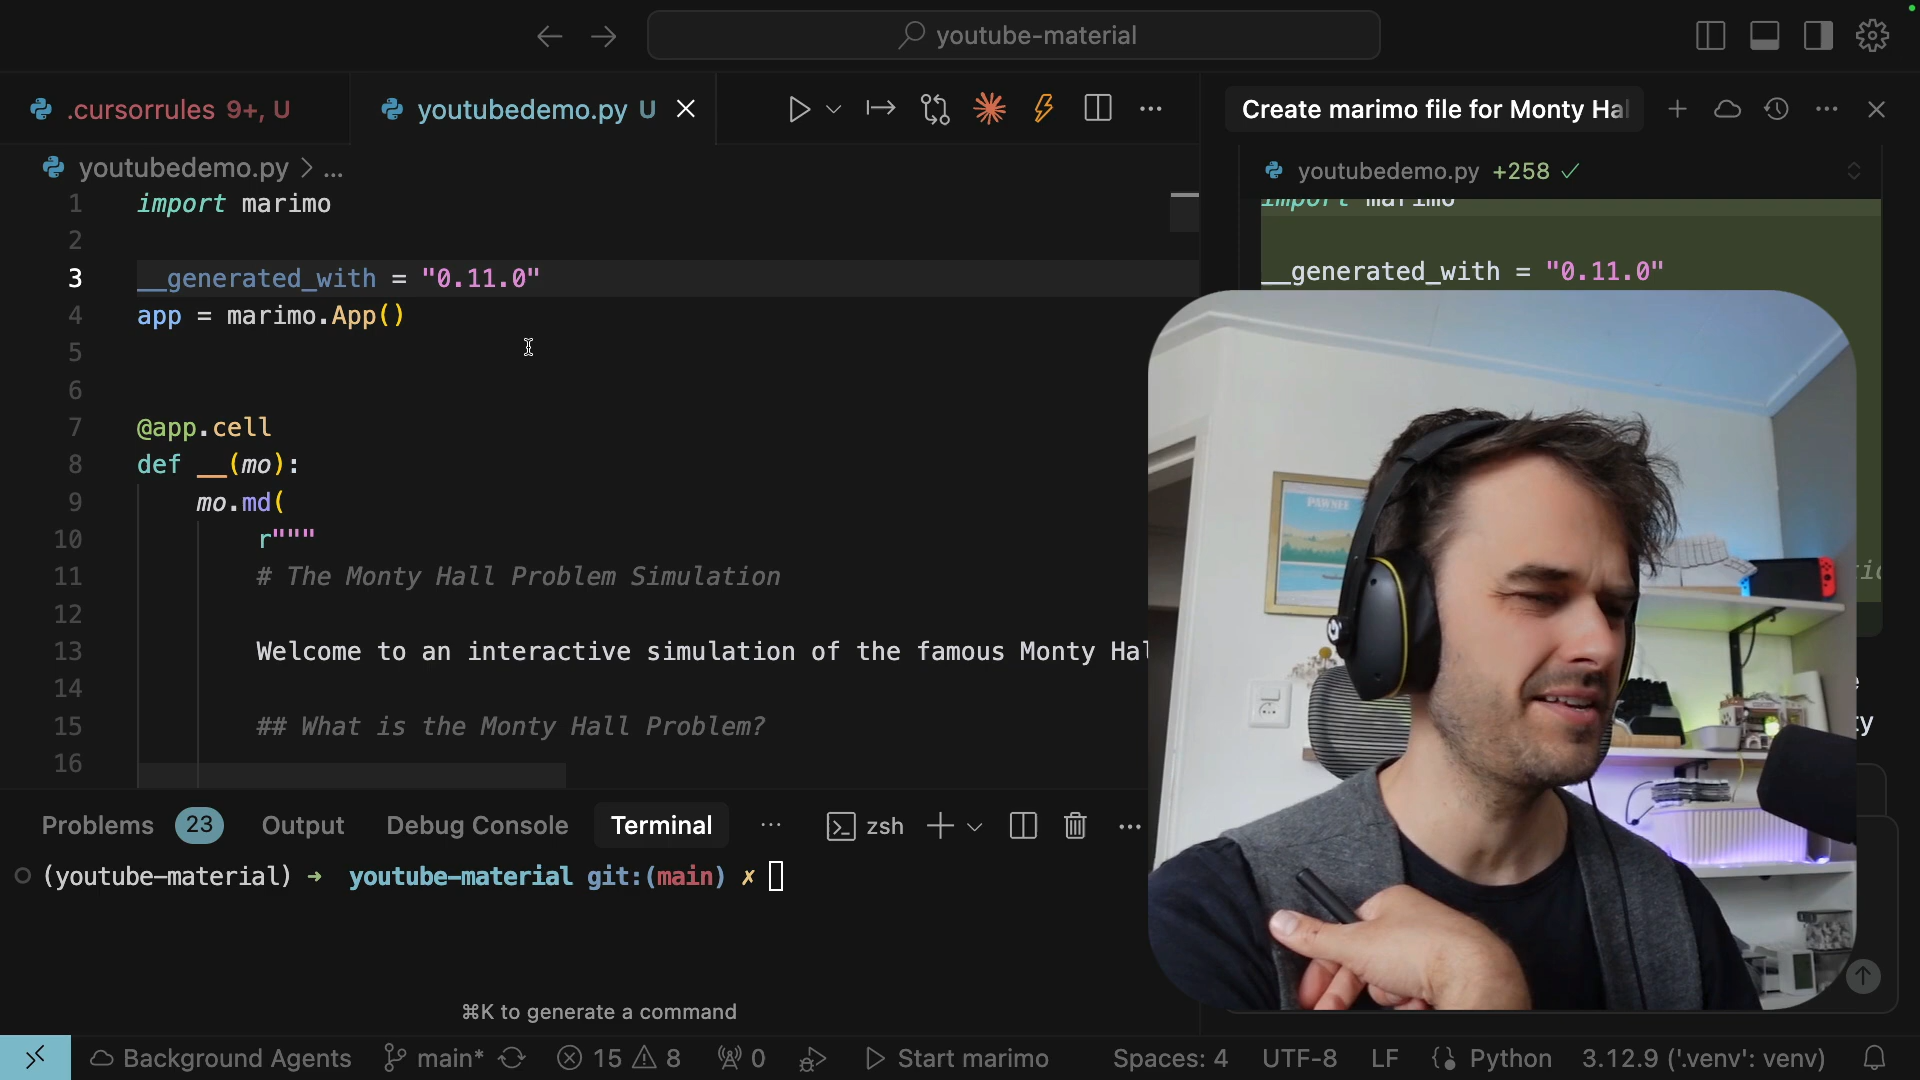 youtube-material
.cursorrules 9+, U
youtubedemo.py U
Create marimo file for Monty Hal
youtubedemo.py > ...
youtubedemo.py +258
1 import marimo
2
3 __generated_with = "0.11.0"
4 app = marimo.App()
5
6
7 @app.cell
8 def __(mo):
9 mo.md(
10 r"""
11 # The Monty Hall Problem Simulation
12
13 Welcome to an interactive simulation of the famous Monty Hal
14
15 ## What is the Monty Hall Problem?
16
import marimo
__generated_with = "0.11.0"
PAWNEE
Problems 23 Output Debug Console Terminal ... zsh
(youtube-material) ➜ youtube-material git:(main) ✗
⌘K to generate a command
Background Agents main* 15 8 0 Start marimo Spaces: 4 UTF-8 LF Python 3.12.9 ('.venv': venv)